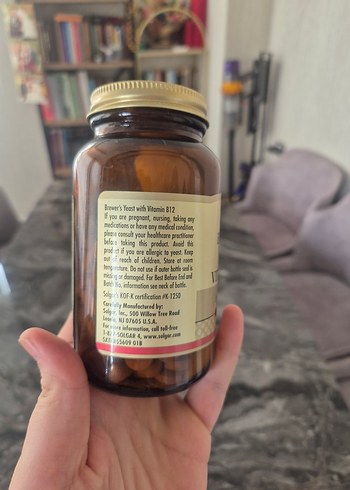 Brewer's Yeast with Vitamin B12
If you are pregnant, nursing, taking any
medications or have any medical condition,
please consult your healthcare practitioner
before taking this product. Avoid this
product if you are allergic to yeast. Keep
out of reach of children. Store at room
temperature. Do not use if outer bottle seal is
missing or damaged. For Best Before End and
Batch No. information see neck of bottle.
Solgar's KOF-K certification #K-1250
Carefully Manufactured by:
Solgar, Inc., 500 Willow Tree Road
Leonia, NJ 07605 U.S.A.
For more information, call toll-free
1-877-SOLGAR 4, www.solgar.com
V